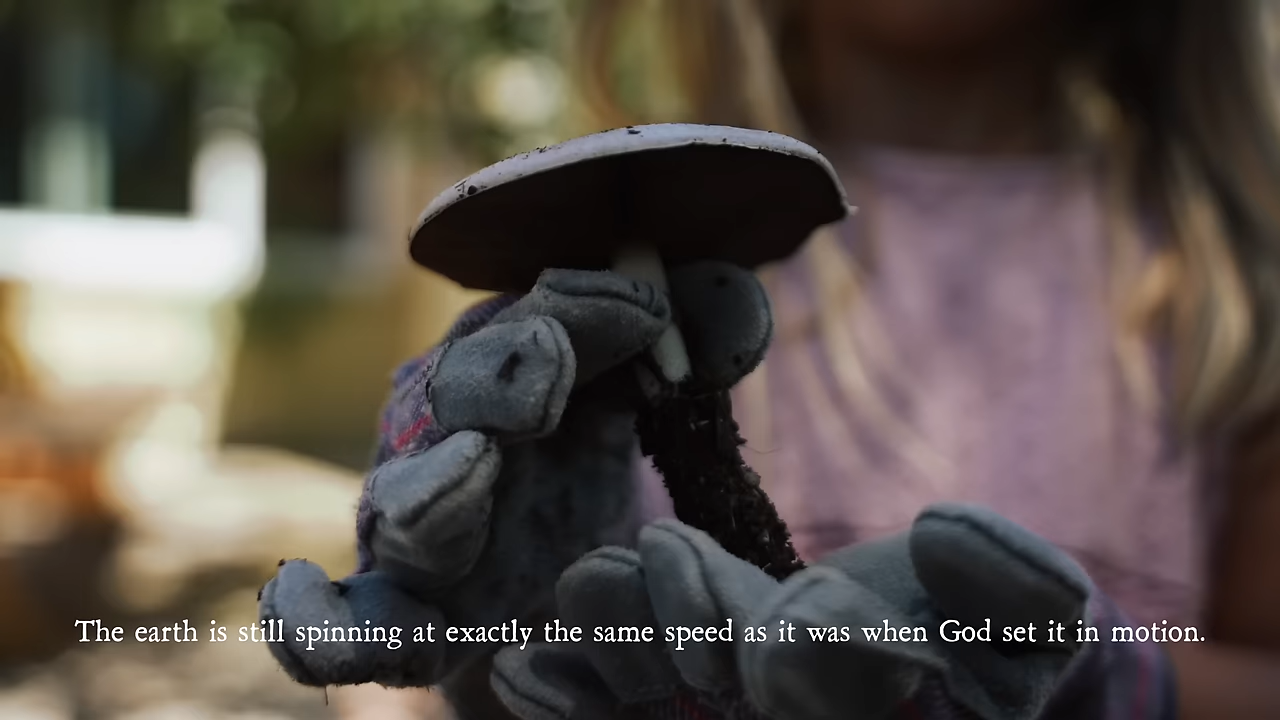 The earth is still spinning at exactly the same speed as it was when God set it in motion.